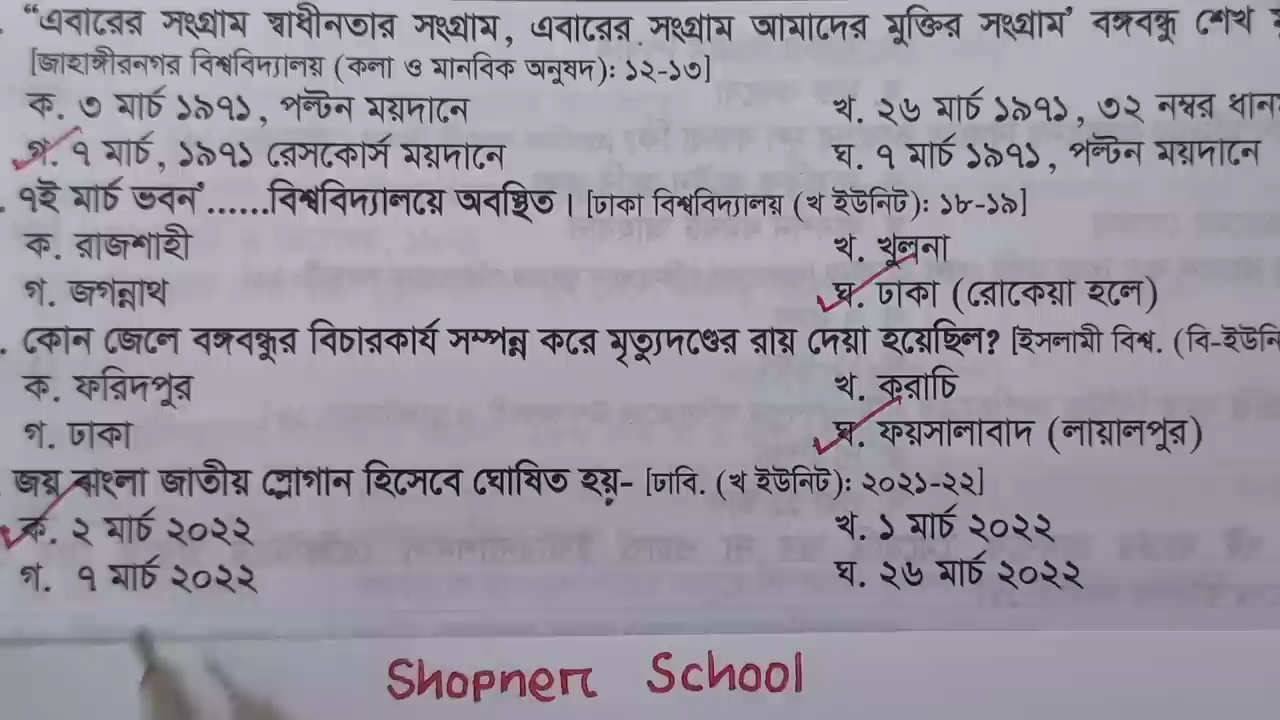 . “এবারের সংগ্রাম স্বাধীনতার সংগ্রাম, এবারের সংগ্রাম আমাদের মুক্তির সংগ্রাম’ বঙ্গবন্ধু শেখ
[জাহাঙ্গীরনগর বিশ্ববিদ্যালয় (কলা ও মানবিক অনুষদ): ১২-১৩]
ক. ৩ মার্চ ১৯৭১, পল্টন ময়দানে খ. ২৬ মার্চ ১৯৭১, ৩২ নম্বর ধান
গ. ৭ মার্চ, ১৯৭১ রেসকোর্স ময়দানে ঘ. ৭ মার্চ ১৯৭১, পল্টন ময়দানে
. ৭ই মার্চ ভবন’......বিশ্ববিদ্যালয়ে অবস্থিত। [ঢাকা বিশ্ববিদ্যালয় (খ ইউনিট): ১৮-১৯]
ক. রাজশাহী খ. খুলনা
গ. জগন্নাথ ঘ. ঢাকা (রোকেয়া হলে)
. কোন জেলে বঙ্গবন্ধুর বিচারকার্য সম্পন্ন করে মৃত্যুদণ্ডের রায় দেয়া হয়েছিল? [ইসলামী বিশ্ব. (বি-ইউনি
ক. ফরিদপুর খ. করাচি
গ. ঢাকা ঘ. ফয়সালাবাদ (লায়ালপুর)
জয় বাংলা জাতীয় স্লোগান হিসেবে ঘোষিত হয়- [ঢাবি. (খ ইউনিট): ২০২১-২২]
ক. ২ মার্চ ২০২২ খ. ১ মার্চ ২০২২
গ. ৭ মার্চ ২০২২ ঘ. ২৬ মার্চ ২০২২
Shopner School